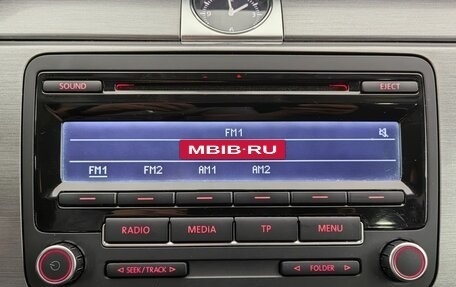 SOUND
EJECT
FM1
MBIB-RU
FM1 FM2 AM1 AM2
RADIO MEDIA TP MENU
SEEK/TRACK FOLDER